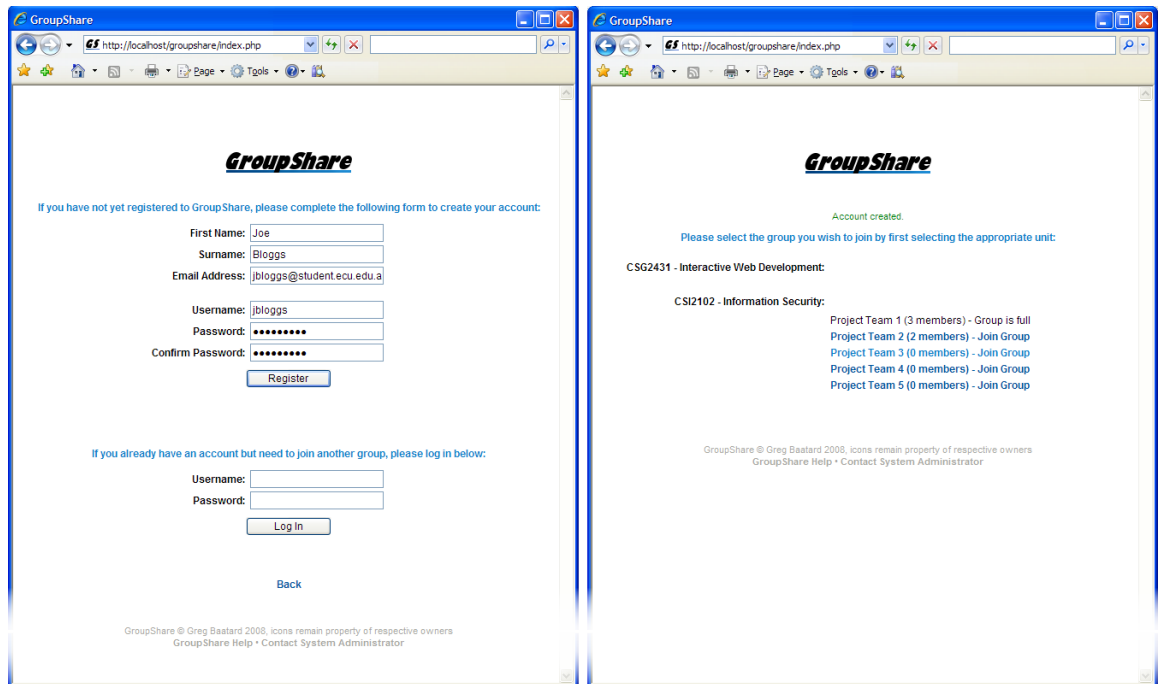 GroupShare
http://localhost/groupshare/index.php
Page Tools
GroupShare
If you have not yet registered to GroupShare, please complete the following form to create your account:
First Name: Joe
Surname: Bloggs
Email Address: jbloggs@student.ecu.edu.a
Username: jbloggs
Password: •••••••••
Confirm Password: •••••••••
Register
If you already have an account but need to join another group, please log in below:
Username:
Password:
Log In
Back
GroupShare © Greg Baatard 2008, icons remain property of respective owners
GroupShare Help • Contact System Administrator
GroupShare
http://localhost/groupshare/index.php
Page Tools
GroupShare
Account created.
Please select the group you wish to join by first selecting the appropriate unit:
CSG2431 - Interactive Web Development:
CSI2102 - Information Security:
Project Team 1 (3 members) - Group is full
Project Team 2 (2 members) - Join Group
Project Team 3 (0 members) - Join Group
Project Team 4 (0 members) - Join Group
Project Team 5 (0 members) - Join Group
GroupShare © Greg Baatard 2008, icons remain property of respective owners
GroupShare Help • Contact System Administrator